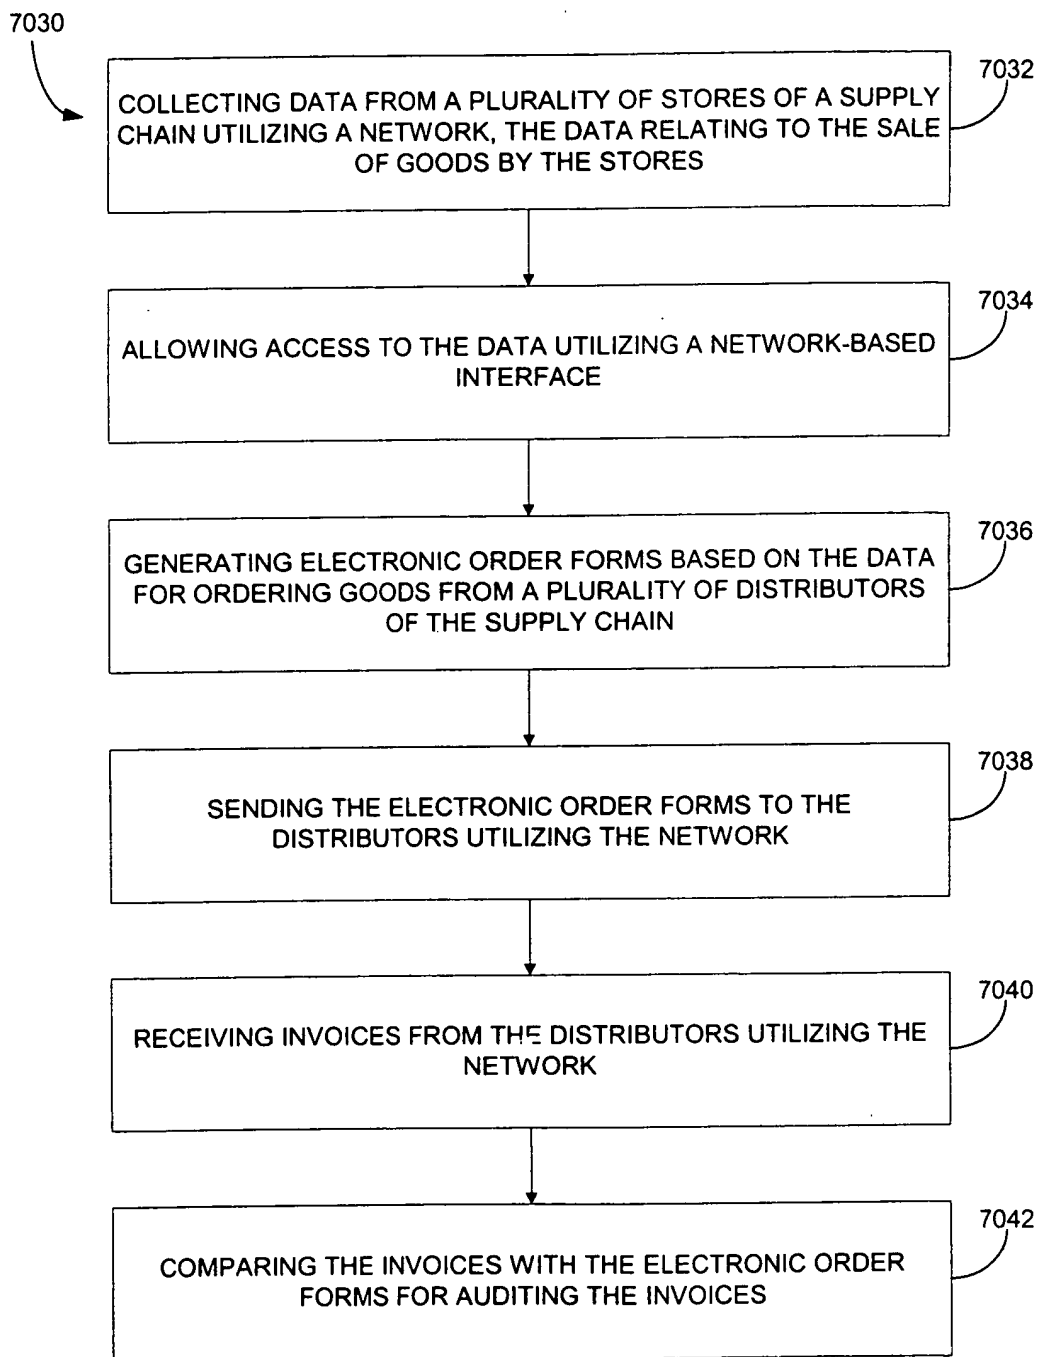 7030
7032
COLLECTING DATA FROM A PLURALITY OF STORES OF A SUPPLY
CHAIN UTILIZING A NETWORK, THE DATA RELATING TO THE SALE
OF GOODS BY THE STORES
7034
ALLOWING ACCESS TO THE DATA UTILIZING A NETWORK-BASED
INTERFACE
7036
GENERATING ELECTRONIC ORDER FORMS BASED ON THE DATA
FOR ORDERING GOODS FROM A PLURALITY OF DISTRIBUTORS
OF THE SUPPLY CHAIN
7038
SENDING THE ELECTRONIC ORDER FORMS TO THE
DISTRIBUTORS UTILIZING THE NETWORK
7040
RECEIVING INVOICES FROM THE DISTRIBUTORS UTILIZING THE
NETWORK
7042
COMPARING THE INVOICES WITH THE ELECTRONIC ORDER
FORMS FOR AUDITING THE INVOICES